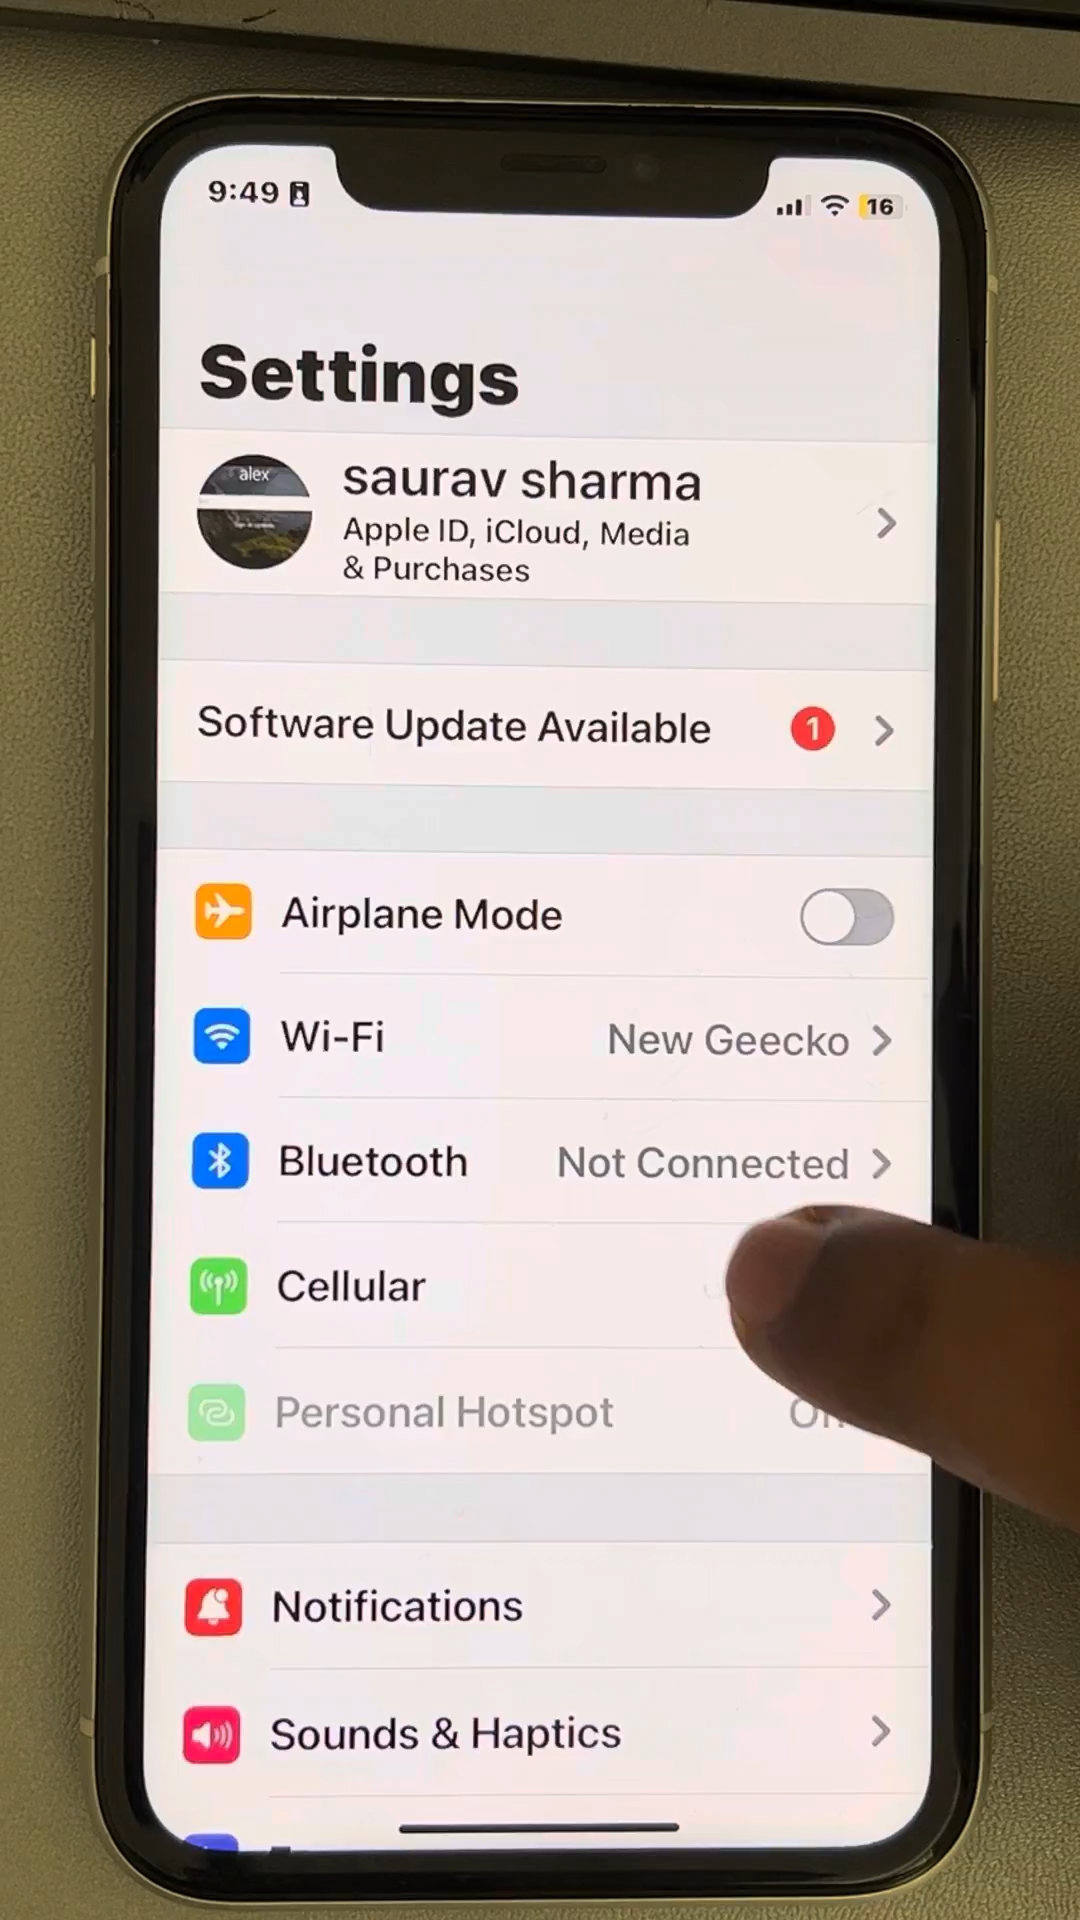 9:49
16
Settings
alex
saurav sharma
Apple ID, iCloud, Media
& Purchases
Software Update Available 1
Airplane Mode
Wi-Fi New Geecko
Bluetooth Not Connected
Cellular
Personal Hotspot
Notifications
Sounds & Haptics